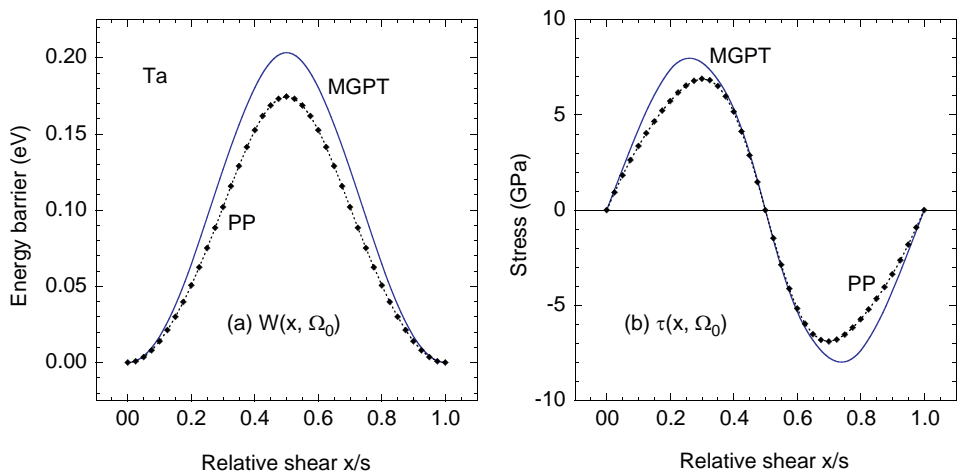 0.20
0.15
0.10
0.05
0.00
Energy barrier (eV)
Ta
MGPT
PP
(a) W(x, Ω0)
00
0.2
0.4
0.6
0.8
1.0
Relative shear x/s
10
5
0
-5
-10
Stress (GPa)
MGPT
PP
(b) τ(x, Ω0)
00
0.2
0.4
0.6
0.8
1.0
Relative shear x/s